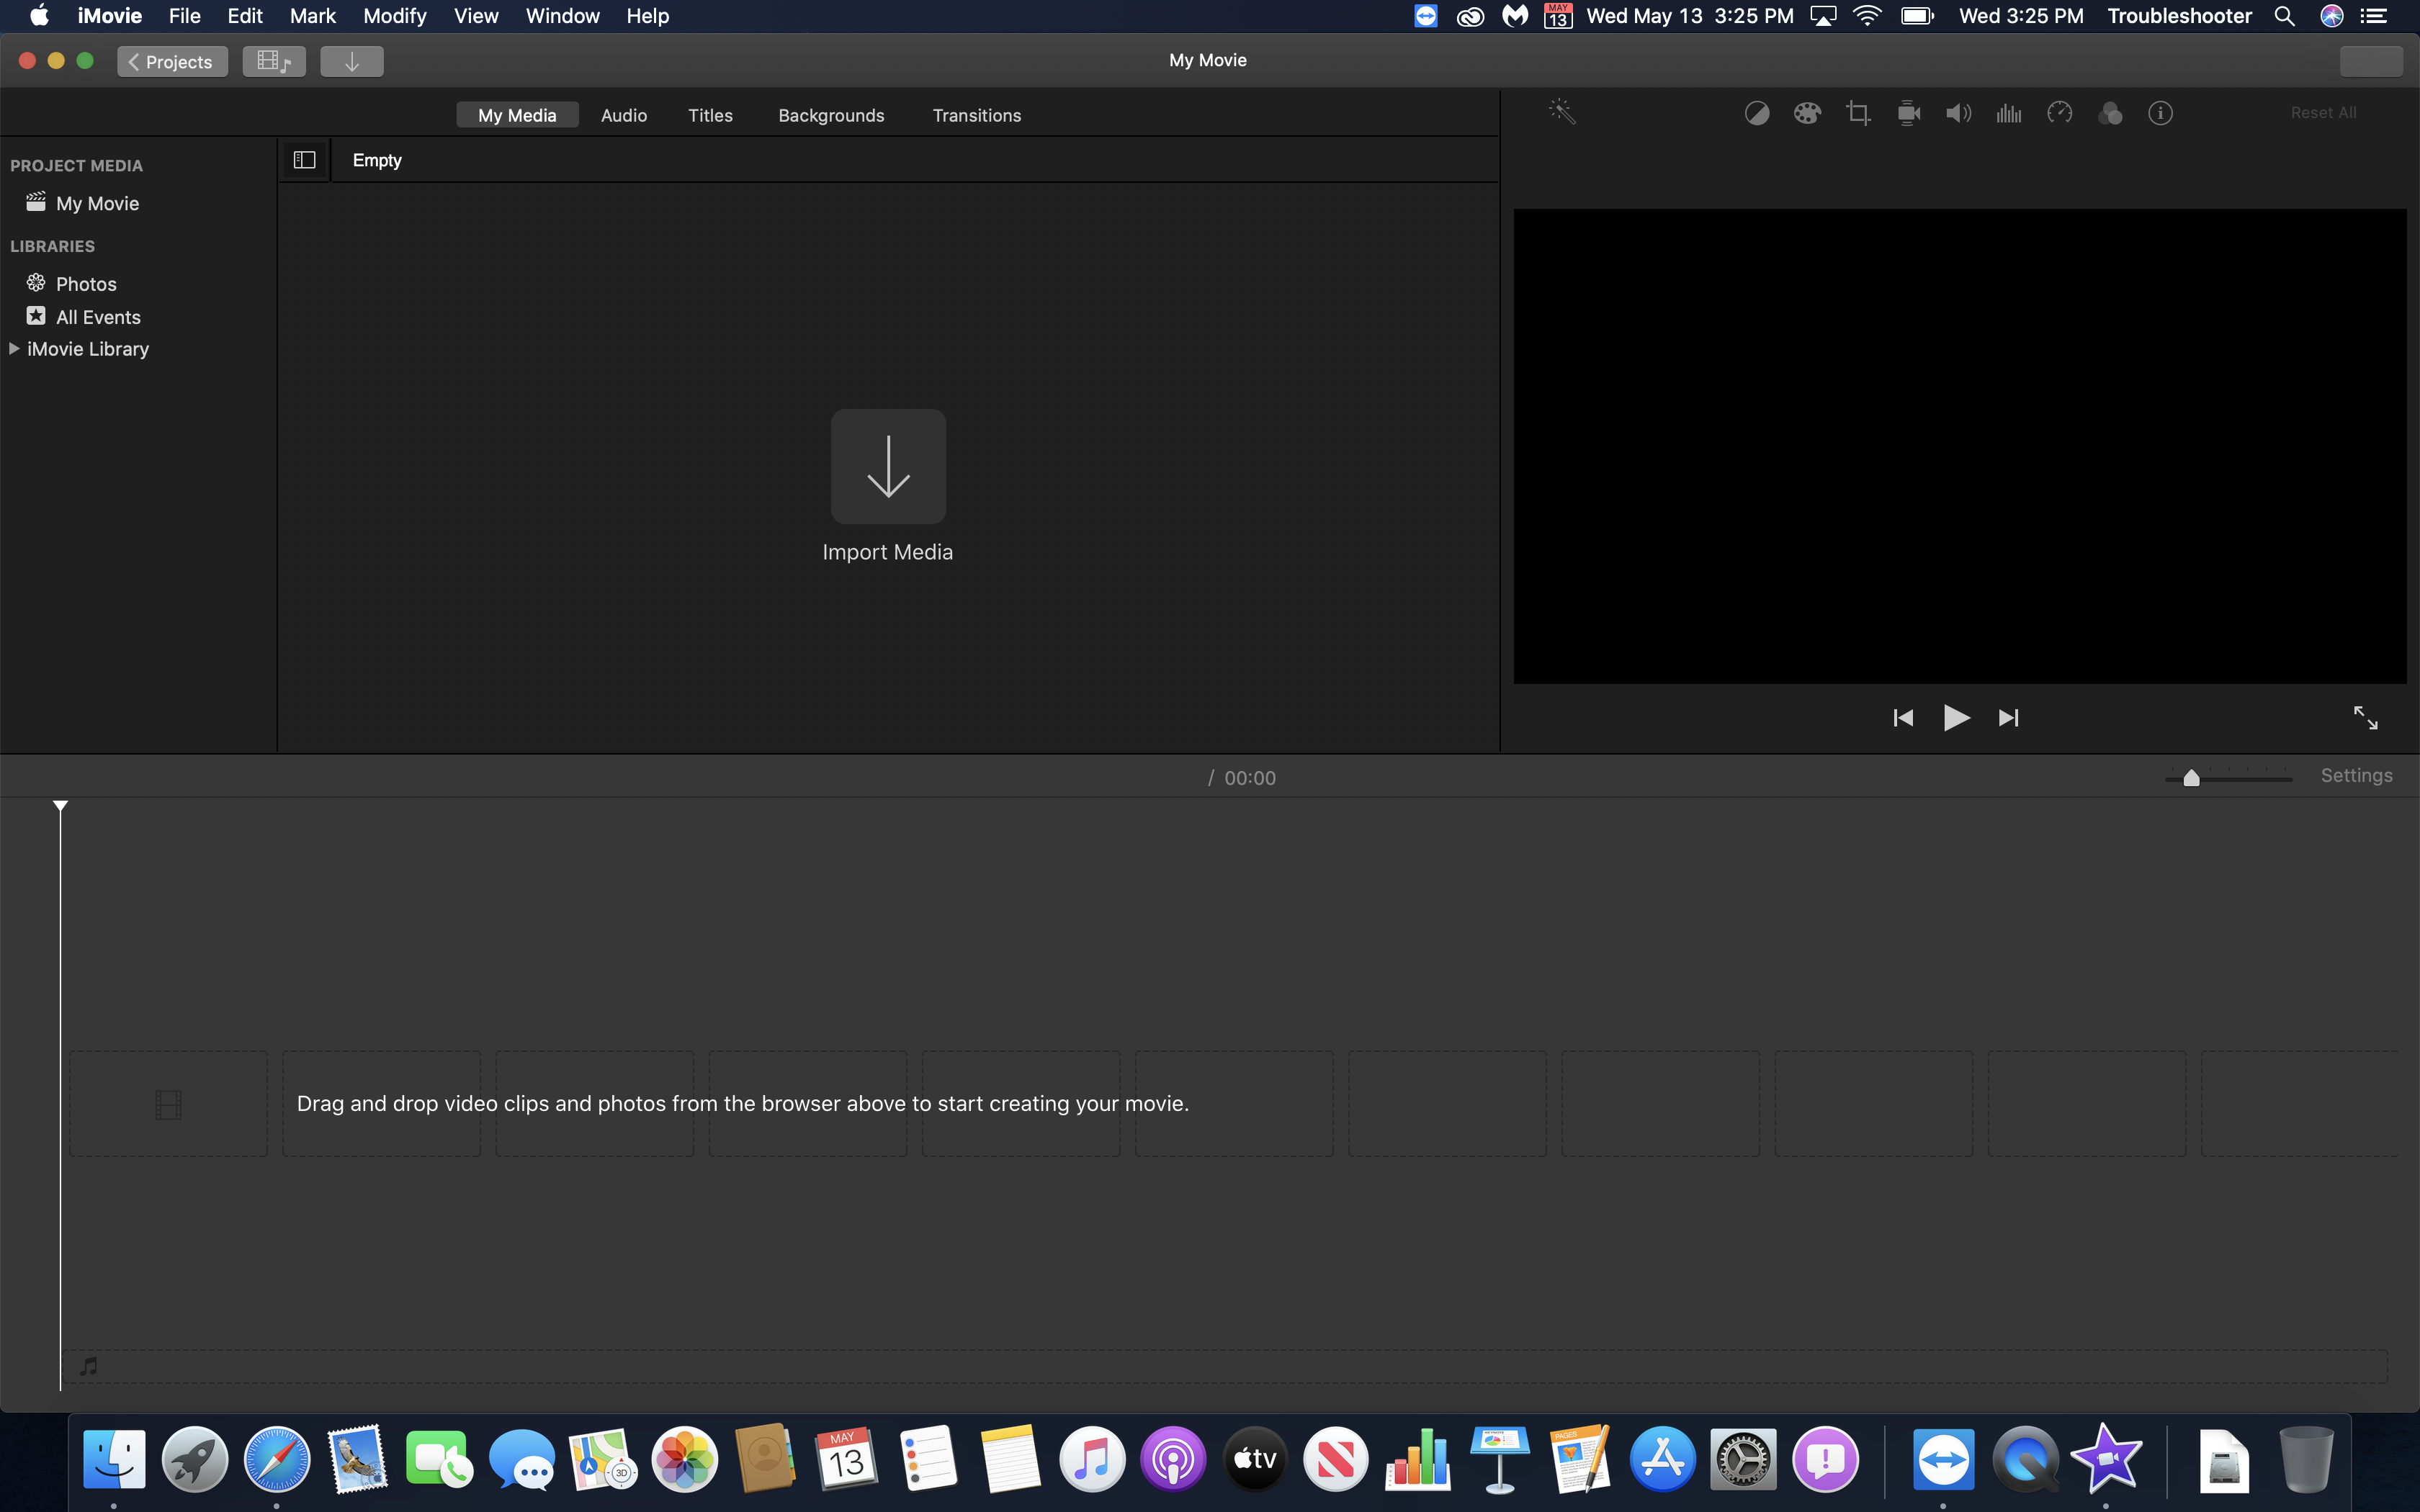 iMovie File Edit Mark Modify View Window Help
MAY 13 Wed May 13 3:25 PM Wed 3:25 PM Troubleshooter
Projects
My Movie
My Media Audio Titles Backgrounds Transitions
Reset All
PROJECT MEDIA
My Movie
LIBRARIES
Photos
All Events
iMovie Library
Empty
Import Media
/ 00:00
Settings
Drag and drop video clips and photos from the browser above to start creating your movie.
3D
MAY
13
tv
PAGES